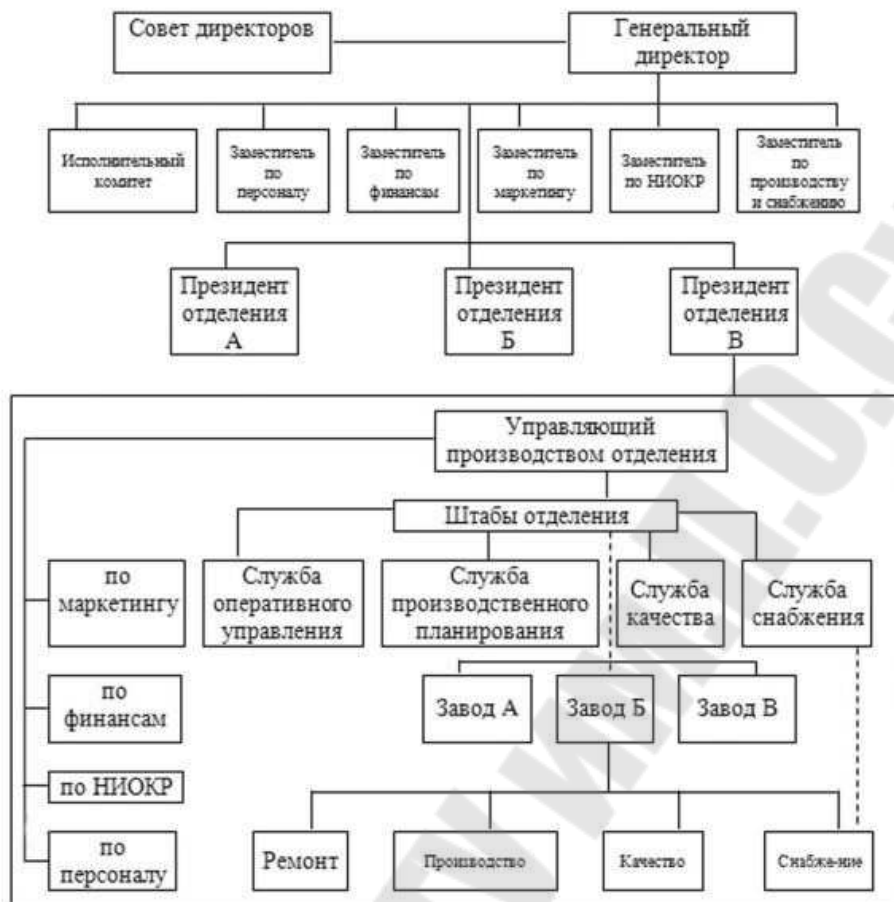 Совет директоров
Генеральный
директор
Исполнительный
комитет
Заместитель
по
персоналу
Заместитель
по
финансам
Заместитель
по
маркетингу
Заместитель
по НИОКР
Заместитель
по
производству
и снабжению
Президент
отделения
А
Президент
отделения
Б
Президент
отделения
В
Управляющий
производством отделения
Штабы отделения
по
маркетингу
Служба
оперативного
управления
Служба
производственного
планирования
Служба
качества
Служба
снабжения
по
финансам
Завод А
Завод Б
Завод В
по НИОКР
по
персоналу
Ремонт
Производство
Качество
Снабже-ние